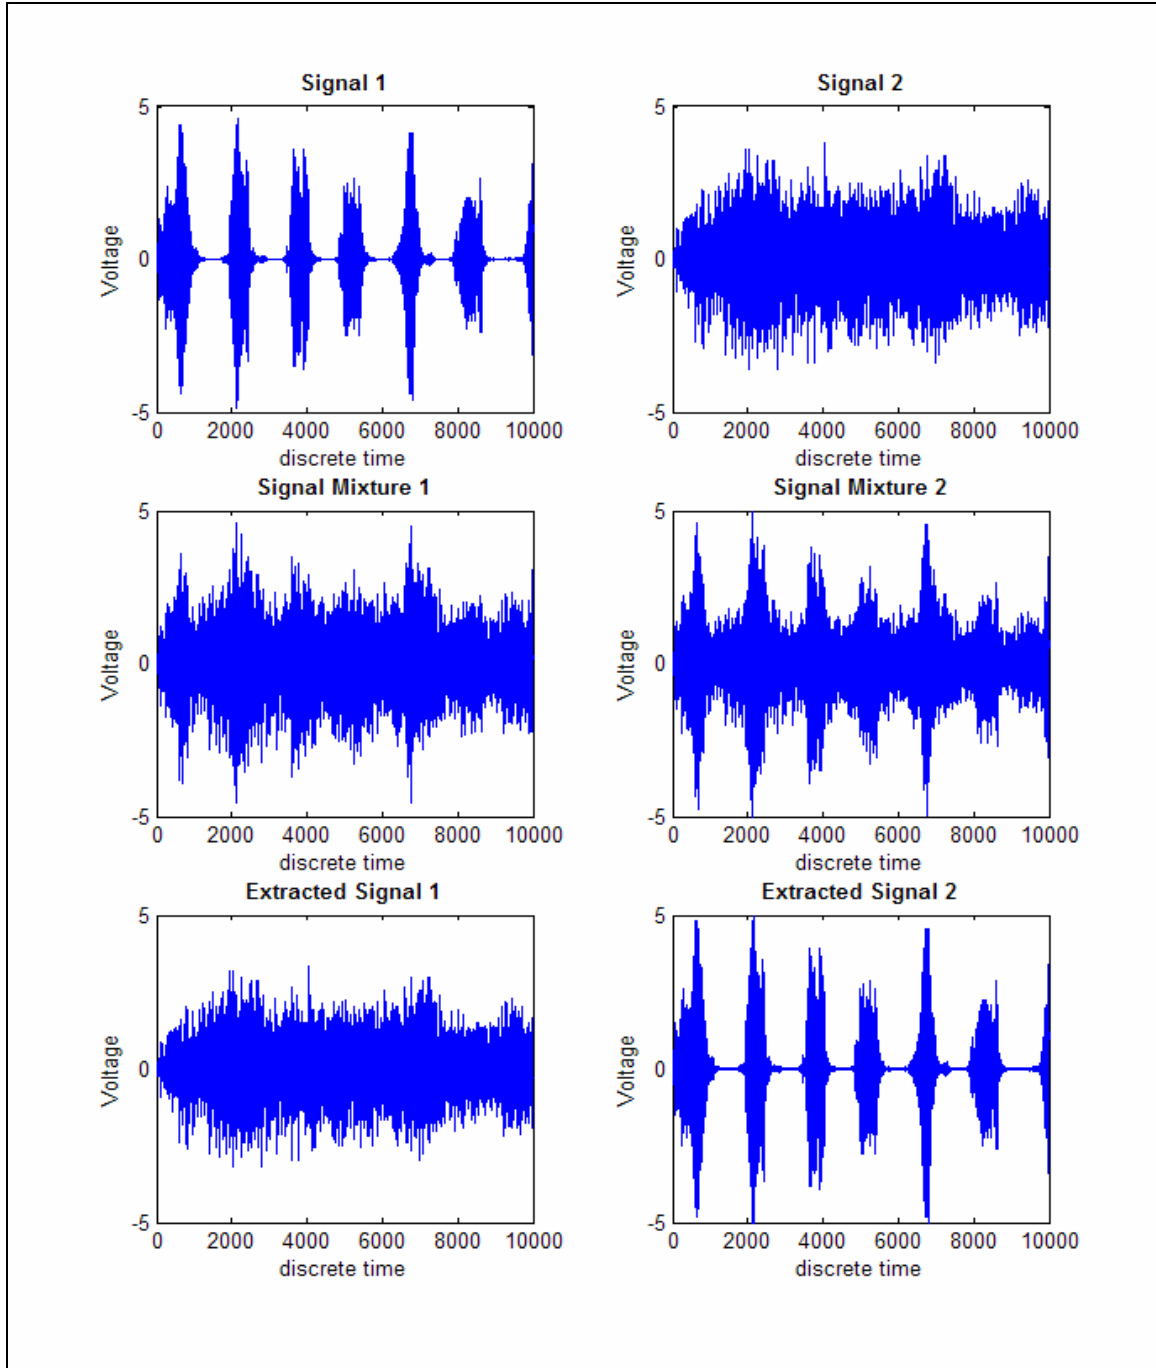 Signal 1
5
0
-5
Voltage
0 2000 4000 6000 8000 10000
discrete time
Signal 2
5
0
-5
Voltage
0 2000 4000 6000 8000 10000
discrete time
Signal Mixture 1
5
0
-5
Voltage
0 2000 4000 6000 8000 10000
discrete time
Signal Mixture 2
5
0
-5
Voltage
0 2000 4000 6000 8000 10000
discrete time
Extracted Signal 1
5
0
-5
Voltage
0 2000 4000 6000 8000 10000
discrete time
Extracted Signal 2
5
0
-5
Voltage
0 2000 4000 6000 8000 10000
discrete time